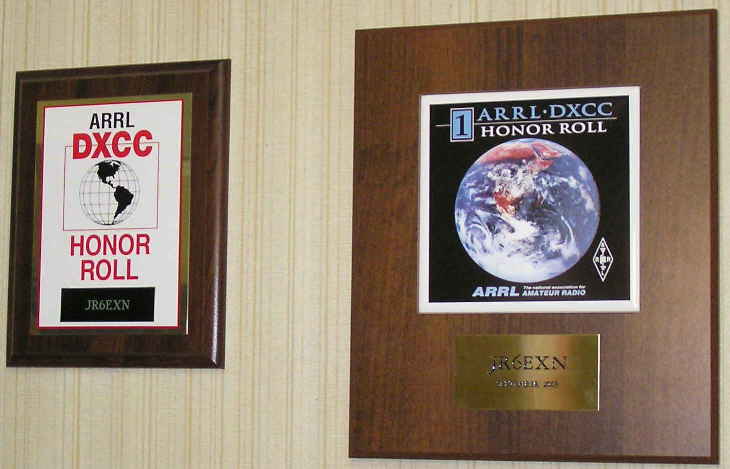 ARRL
DXCC
HONOR
ROLL
JR6EXN
1
ARRL·DXCC
HONOR ROLL
ARRL
The national association for
AMATEUR RADIO
JR6EXN